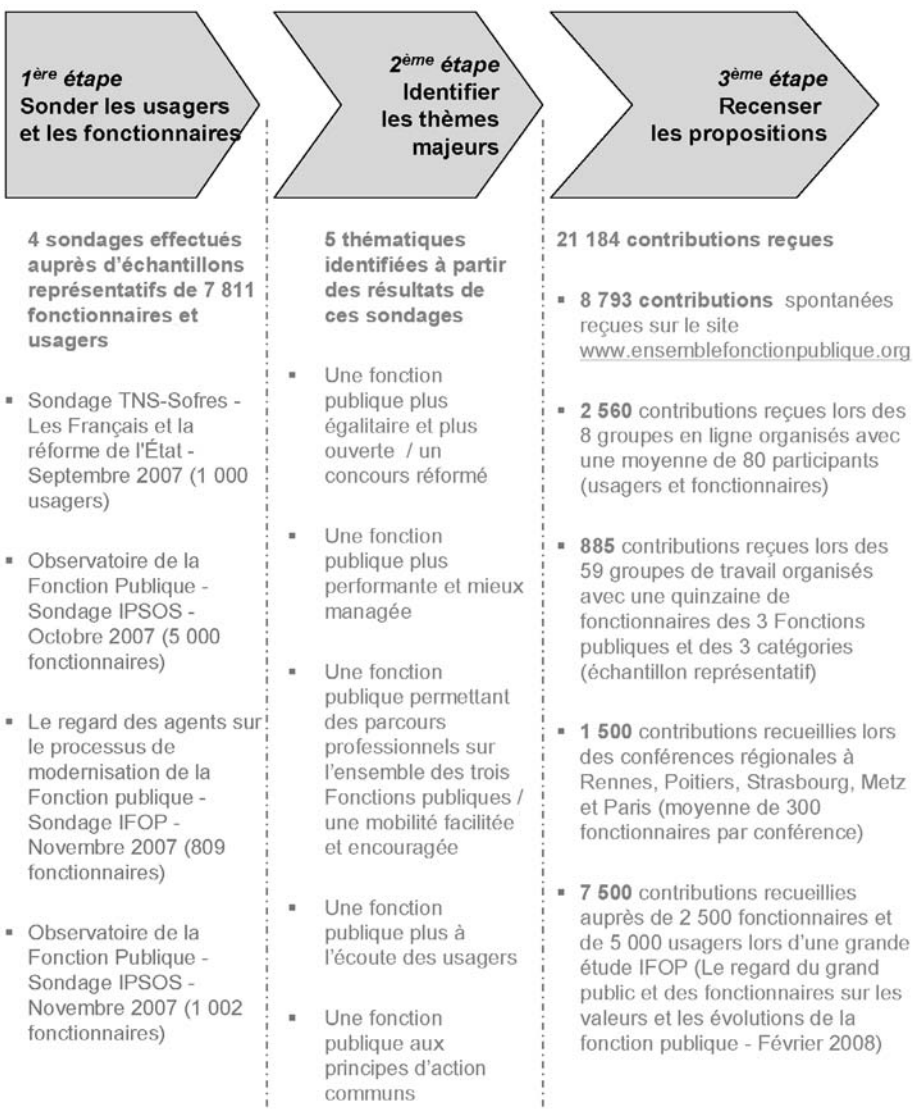 1ère étape
Sonder les usagers
et les fonctionnaires
2ème étape
Identifier
les thèmes
majeurs
3ème étape
Recenser
les propositions
4 sondages effectués
auprès d'échantillons
représentatifs de 7 811
fonctionnaires et
usagers
▪ Sondage TNS-Sofres -
Les Français et la
réforme de l'État -
Septembre 2007 (1 000
usagers)
▪ Observatoire de la
Fonction Publique -
Sondage IPSOS -
Octobre 2007 (5 000
fonctionnaires)
▪ Le regard des agents sur
le processus de
modernisation de la
Fonction publique -
Sondage IFOP -
Novembre 2007 (809
fonctionnaires)
▪ Observatoire de la
Fonction Publique -
Sondage IPSOS -
Novembre 2007 (1 002
fonctionnaires)
5 thématiques
identifiées à partir
des résultats de
ces sondages
▪ Une fonction
publique plus
égalitaire et plus
ouverte / un
concours réformé
▪ Une fonction
publique plus
performante et mieux
managée
▪ Une fonction
publique permettant
des parcours
professionnels sur
l'ensemble des trois
Fonctions publiques /
une mobilité facilitée
et encouragée
▪ Une fonction
publique plus à
l'écoute des usagers
▪ Une fonction
publique aux
principes d'action
communs
21 184 contributions reçues
▪ 8 793 contributions spontanées
reçues sur le site
www.ensemblefonctionpublique.org
▪ 2 560 contributions reçues lors des
8 groupes en ligne organisés avec
une moyenne de 80 participants
(usagers et fonctionnaires)
▪ 885 contributions reçues lors des
59 groupes de travail organisés
avec une quinzaine de
fonctionnaires des 3 Fonctions
publiques et des 3 catégories
(échantillon représentatif)
▪ 1 500 contributions recueillies lors
des conférences régionales à
Rennes, Poitiers, Strasbourg, Metz
et Paris (moyenne de 300
fonctionnaires par conférence)
▪ 7 500 contributions recueillies
auprès de 2 500 fonctionnaires et
de 5 000 usagers lors d'une grande
étude IFOP (Le regard du grand
public et des fonctionnaires sur les
valeurs et les évolutions de la
fonction publique - Février 2008)